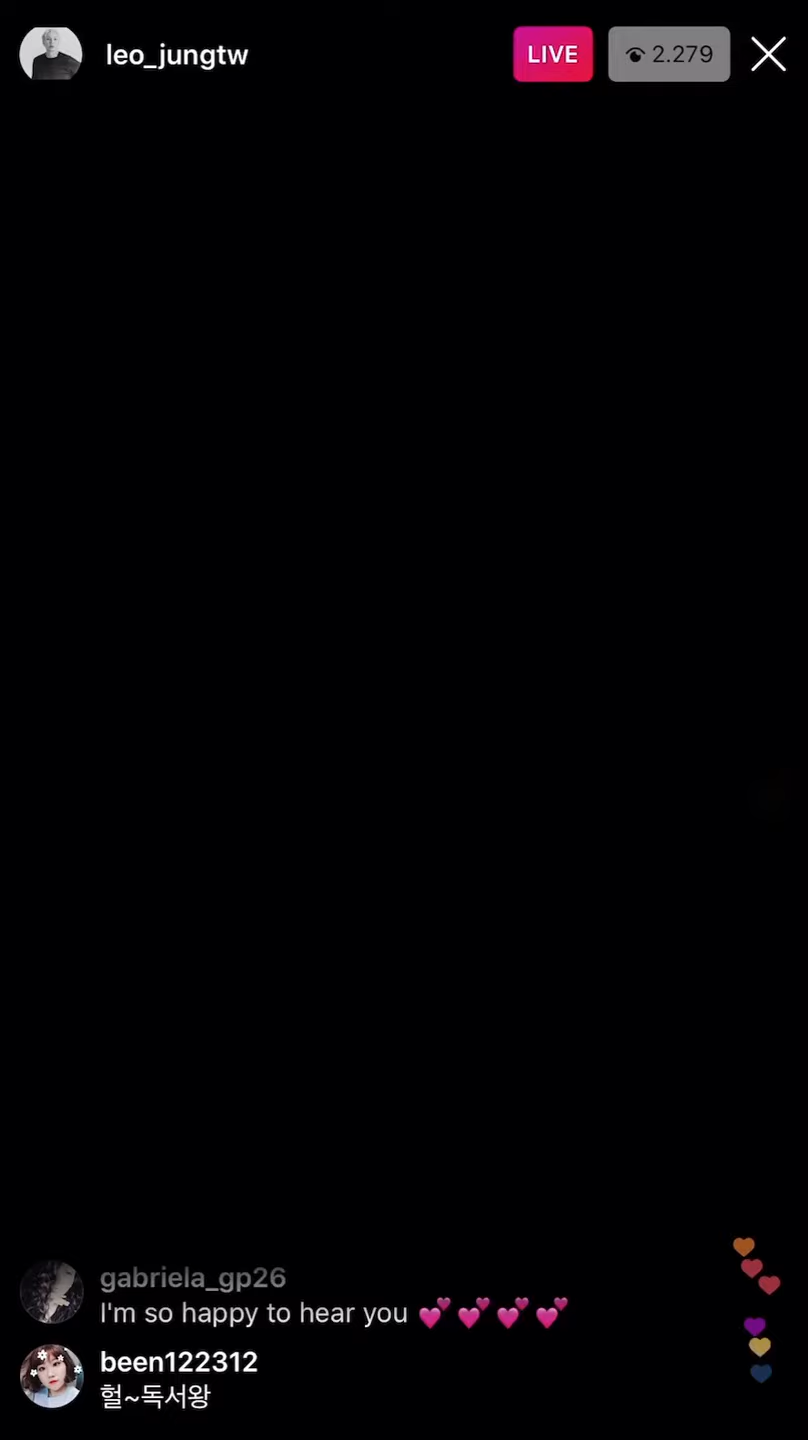 leo_jungtw
LIVE
2.279
gabriela_gp26
I'm so happy to hear you 💕 💕 💕 💕
been122312
헐~독서왕